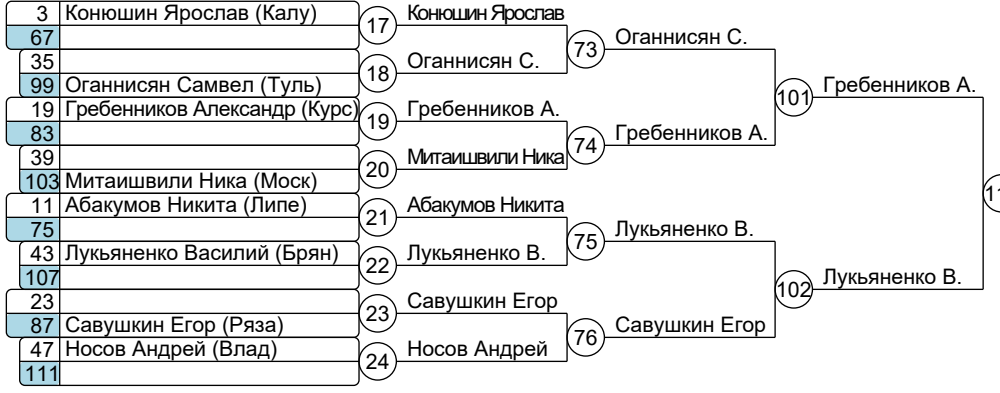 3 Конюшин Ярослав (Калу)
67
35
99 Оганнисян Самвел (Туль)
19 Гребенников Александр (Курс)
83
39
103 Митаишвили Ника (Моск)
11 Абакумов Никита (Липе)
75
43 Лукьяненко Василий (Брян)
107
23
87 Савушкин Егор (Ряза)
47 Носов Андрей (Влад)
111
17 Конюшин Ярослав
18 Оганнисян С.
19 Гребенников А.
20 Митаишвили Ника
21 Абакумов Никита
22 Лукьяненко В.
23 Савушкин Егор
24 Носов Андрей
73 Оганнисян С.
74 Гребенников А.
75 Лукьяненко В.
76 Савушкин Егор
101 Гребенников А.
102 Лукьяненко В.